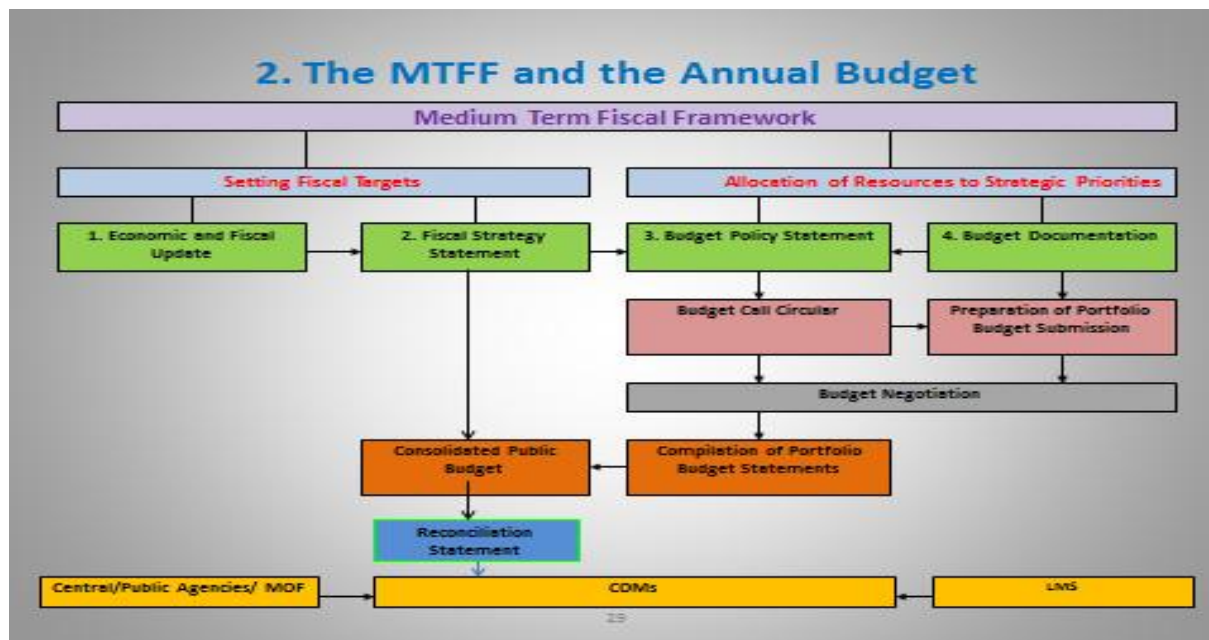 2. The MTFF and the Annual Budget
Medium Term Fiscal Framework
Setting Fiscal Targets
Allocation of Resources to Strategic Priorities
1. Economic and Fiscal
Update
2. Fiscal Strategy
Statement
3. Budget Policy Statement
4. Budget Documentation
Budget Call Circular
Preparation of Portfolio
Budget Submission
Budget Negotiation
Consolidated Public
Budget
Compilation of Portfolio
Budget Statements
Reconciliation
Statement
Central/Public Agencies/ MOF
COMs
LMS
29